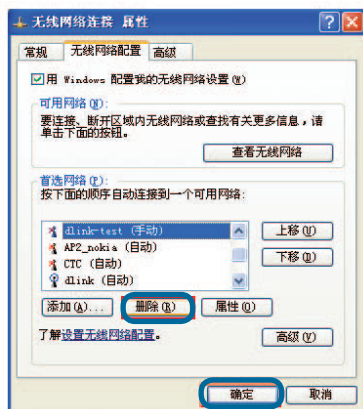 无线网络连接 属性
常规 无线网络配置 高级
用 Windows 配置我的无线网络设置(W)
可用网络(N):
要连接、断开区域内无线网络或查找有关更多信息，请
单击下面的按钮。
查看无线网络
首选网络(P):
按下面的顺序自动连接到一个可用网络:
dlink-test (手动)
AP2_nokia (自动)
CTC (自动)
dlink (自动)
上移(U)
下移(D)
添加(A)... 删除(R) 属性(O)
了解设置无线网络配置。
高级(V)
确定 取消